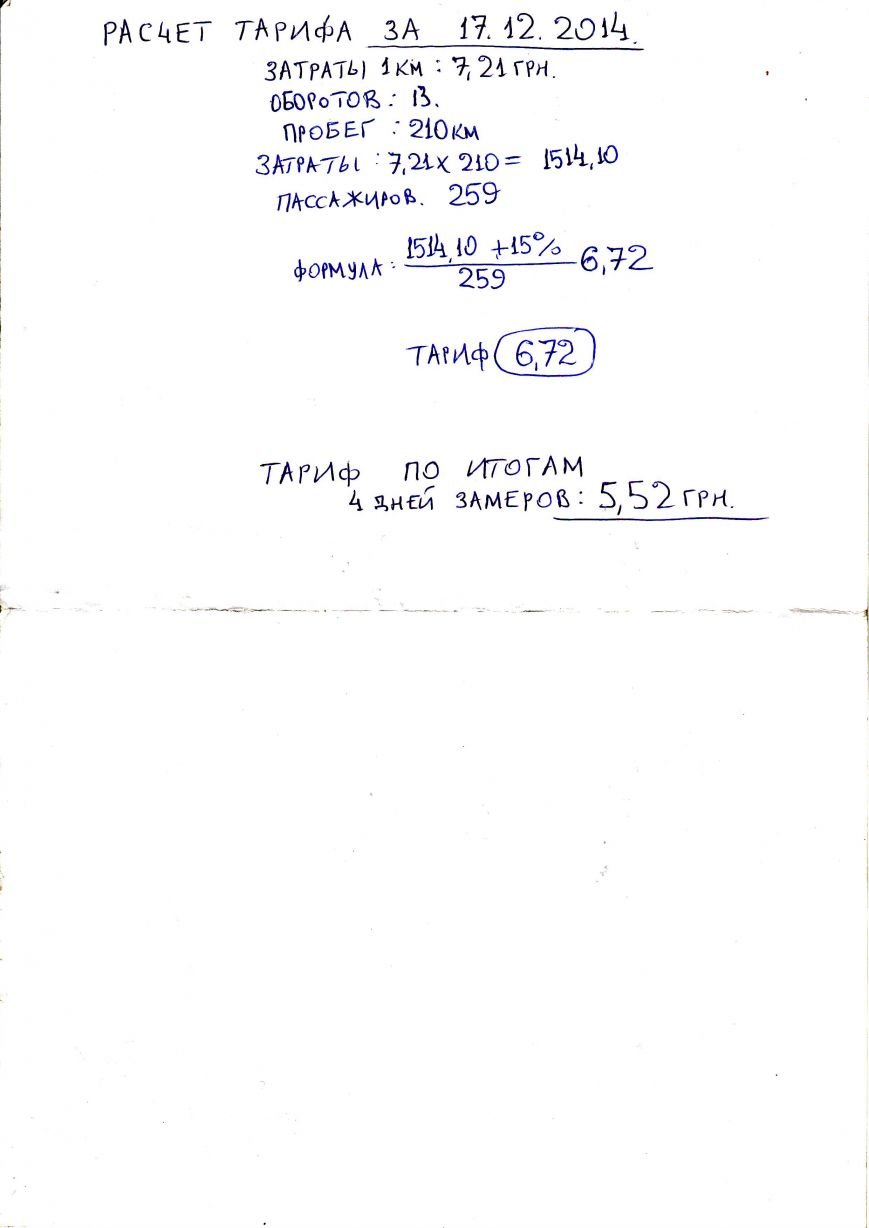 РАСЧЕТ ТАРИФА ЗА 17.12.2014.
ЗАТРАТЫ 1КМ : 7,21 ГРН.
ОБОРОТОВ : 13.
ПРОБЕГ : 210 КМ
ЗАТРАТЫ : 7,21 X 210 = 1514,10
ПАССАЖИРОВ. 259
ФОРМУЛА : 1514,10 +15% / 259 6,72
ТАРИФ 6,72
ТАРИФ ПО ИТОГАМ
4 ДНЕЙ ЗАМЕРОВ : 5,52 ГРН.